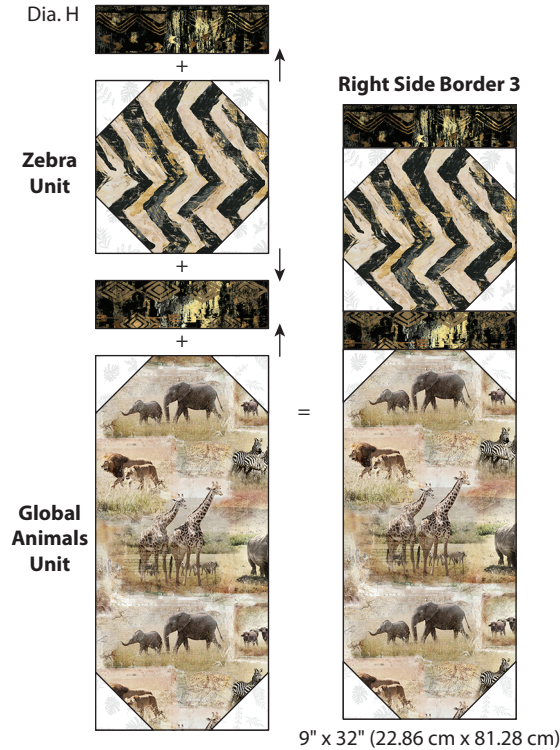 Dia. H
+
Right Side Border 3
Zebra
Unit
+
+
=
Global
Animals
Unit
9" x 32" (22.86 cm x 81.28 cm)